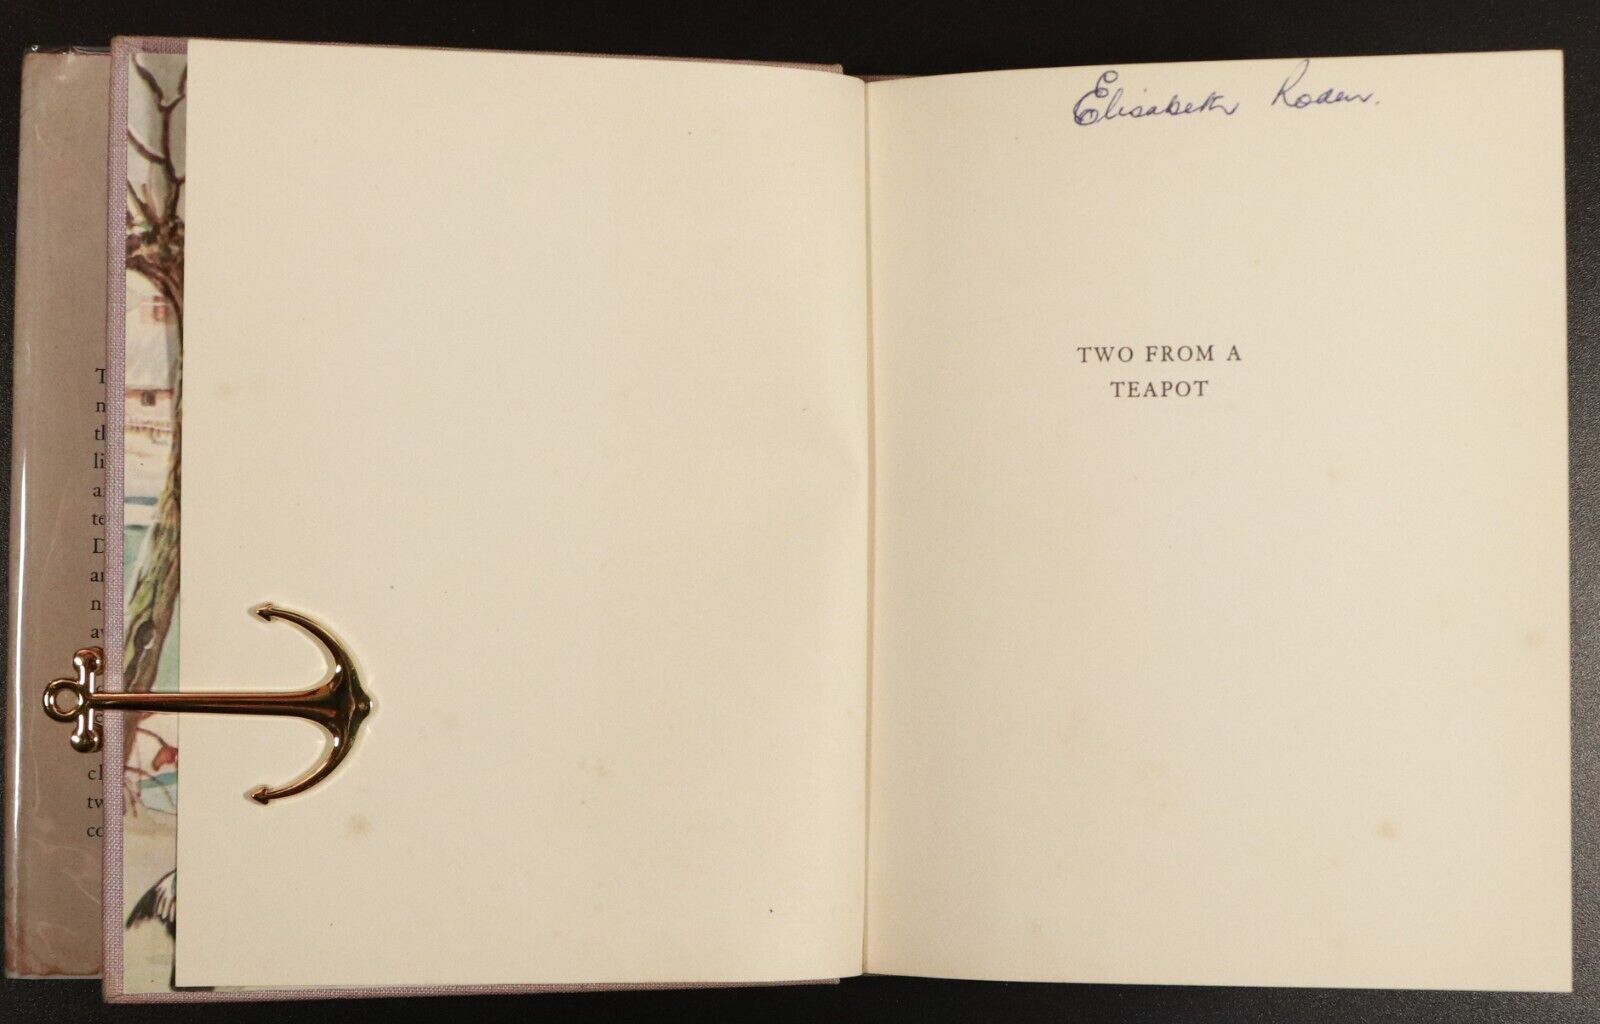 Elisabeth Roden.
TWO FROM A
TEAPOT